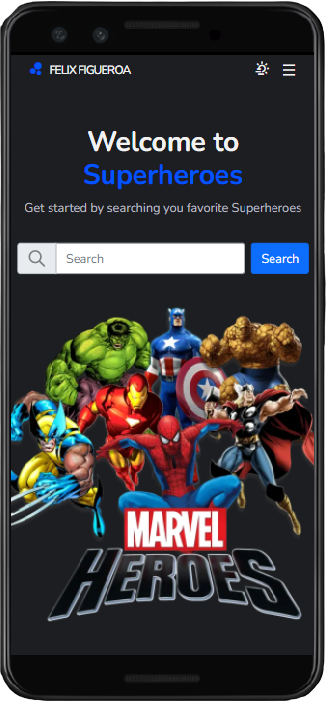 FELIX FIGUEROA
Welcome to
Superheroes
Get started by searching you favorite Superheroes
Search
Search
MARVEL
HEROES